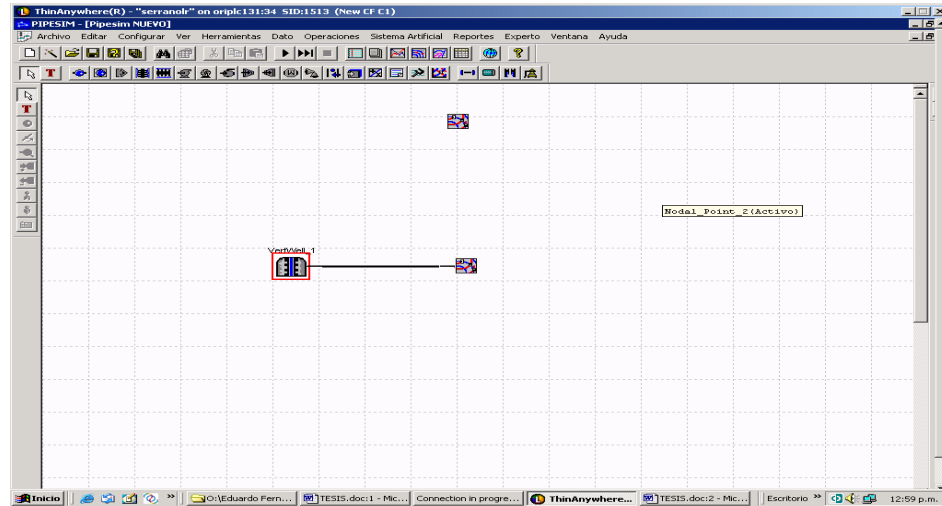 ThinAnywhere(R) - "serranolr" on oriplc131:34 SID:1513 (New CF C1)
PIPESIM - [Pipesim NUEVO]
Archivo Editar Configurar Ver Herramientas Dato Operaciones Sistema Artificial Reportes Experto Ventana Ayuda
T
T
Nodal_Point_2(Activo)
VertWell_1
Inicio » O:\Eduardo Fern... TESIS.doc:1 - Mic... Connection in progre... ThinAnywhere... TESIS.doc:2 - Mic... Escritorio » 12:59 p.m.